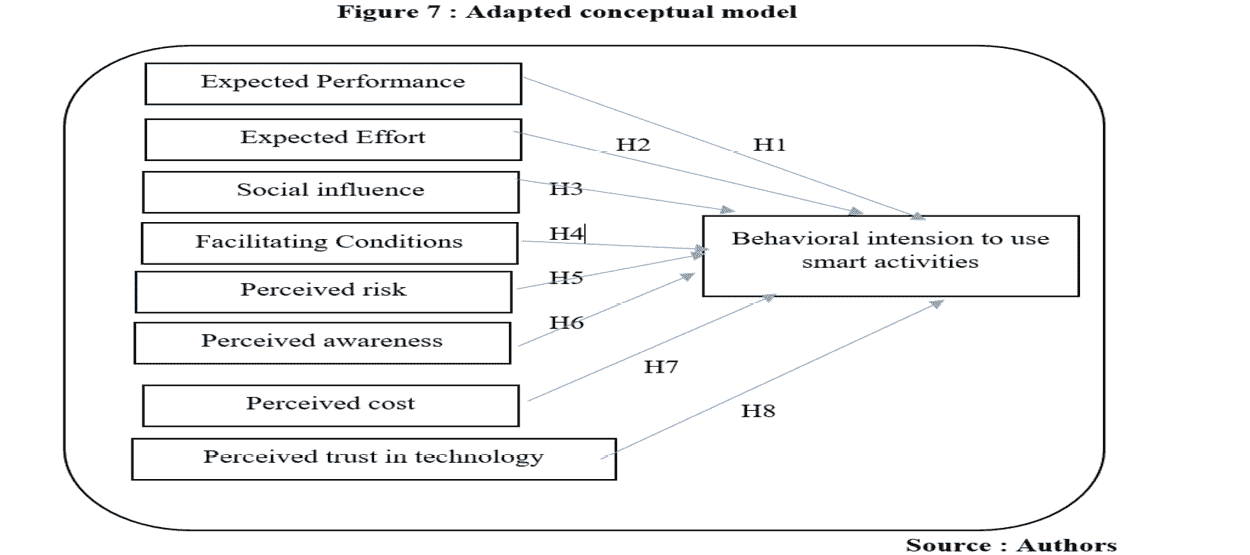 Figure 7 : Adapted conceptual model
Expected Performance
Expected Effort
H2
H1
Social influence
H3
Facilitating Conditions
H4
Behavioral intension to use
smart activities
Perceived risk
H5
Perceived awareness
H6
Perceived cost
H7
H8
Perceived trust in technology
Source : Authors